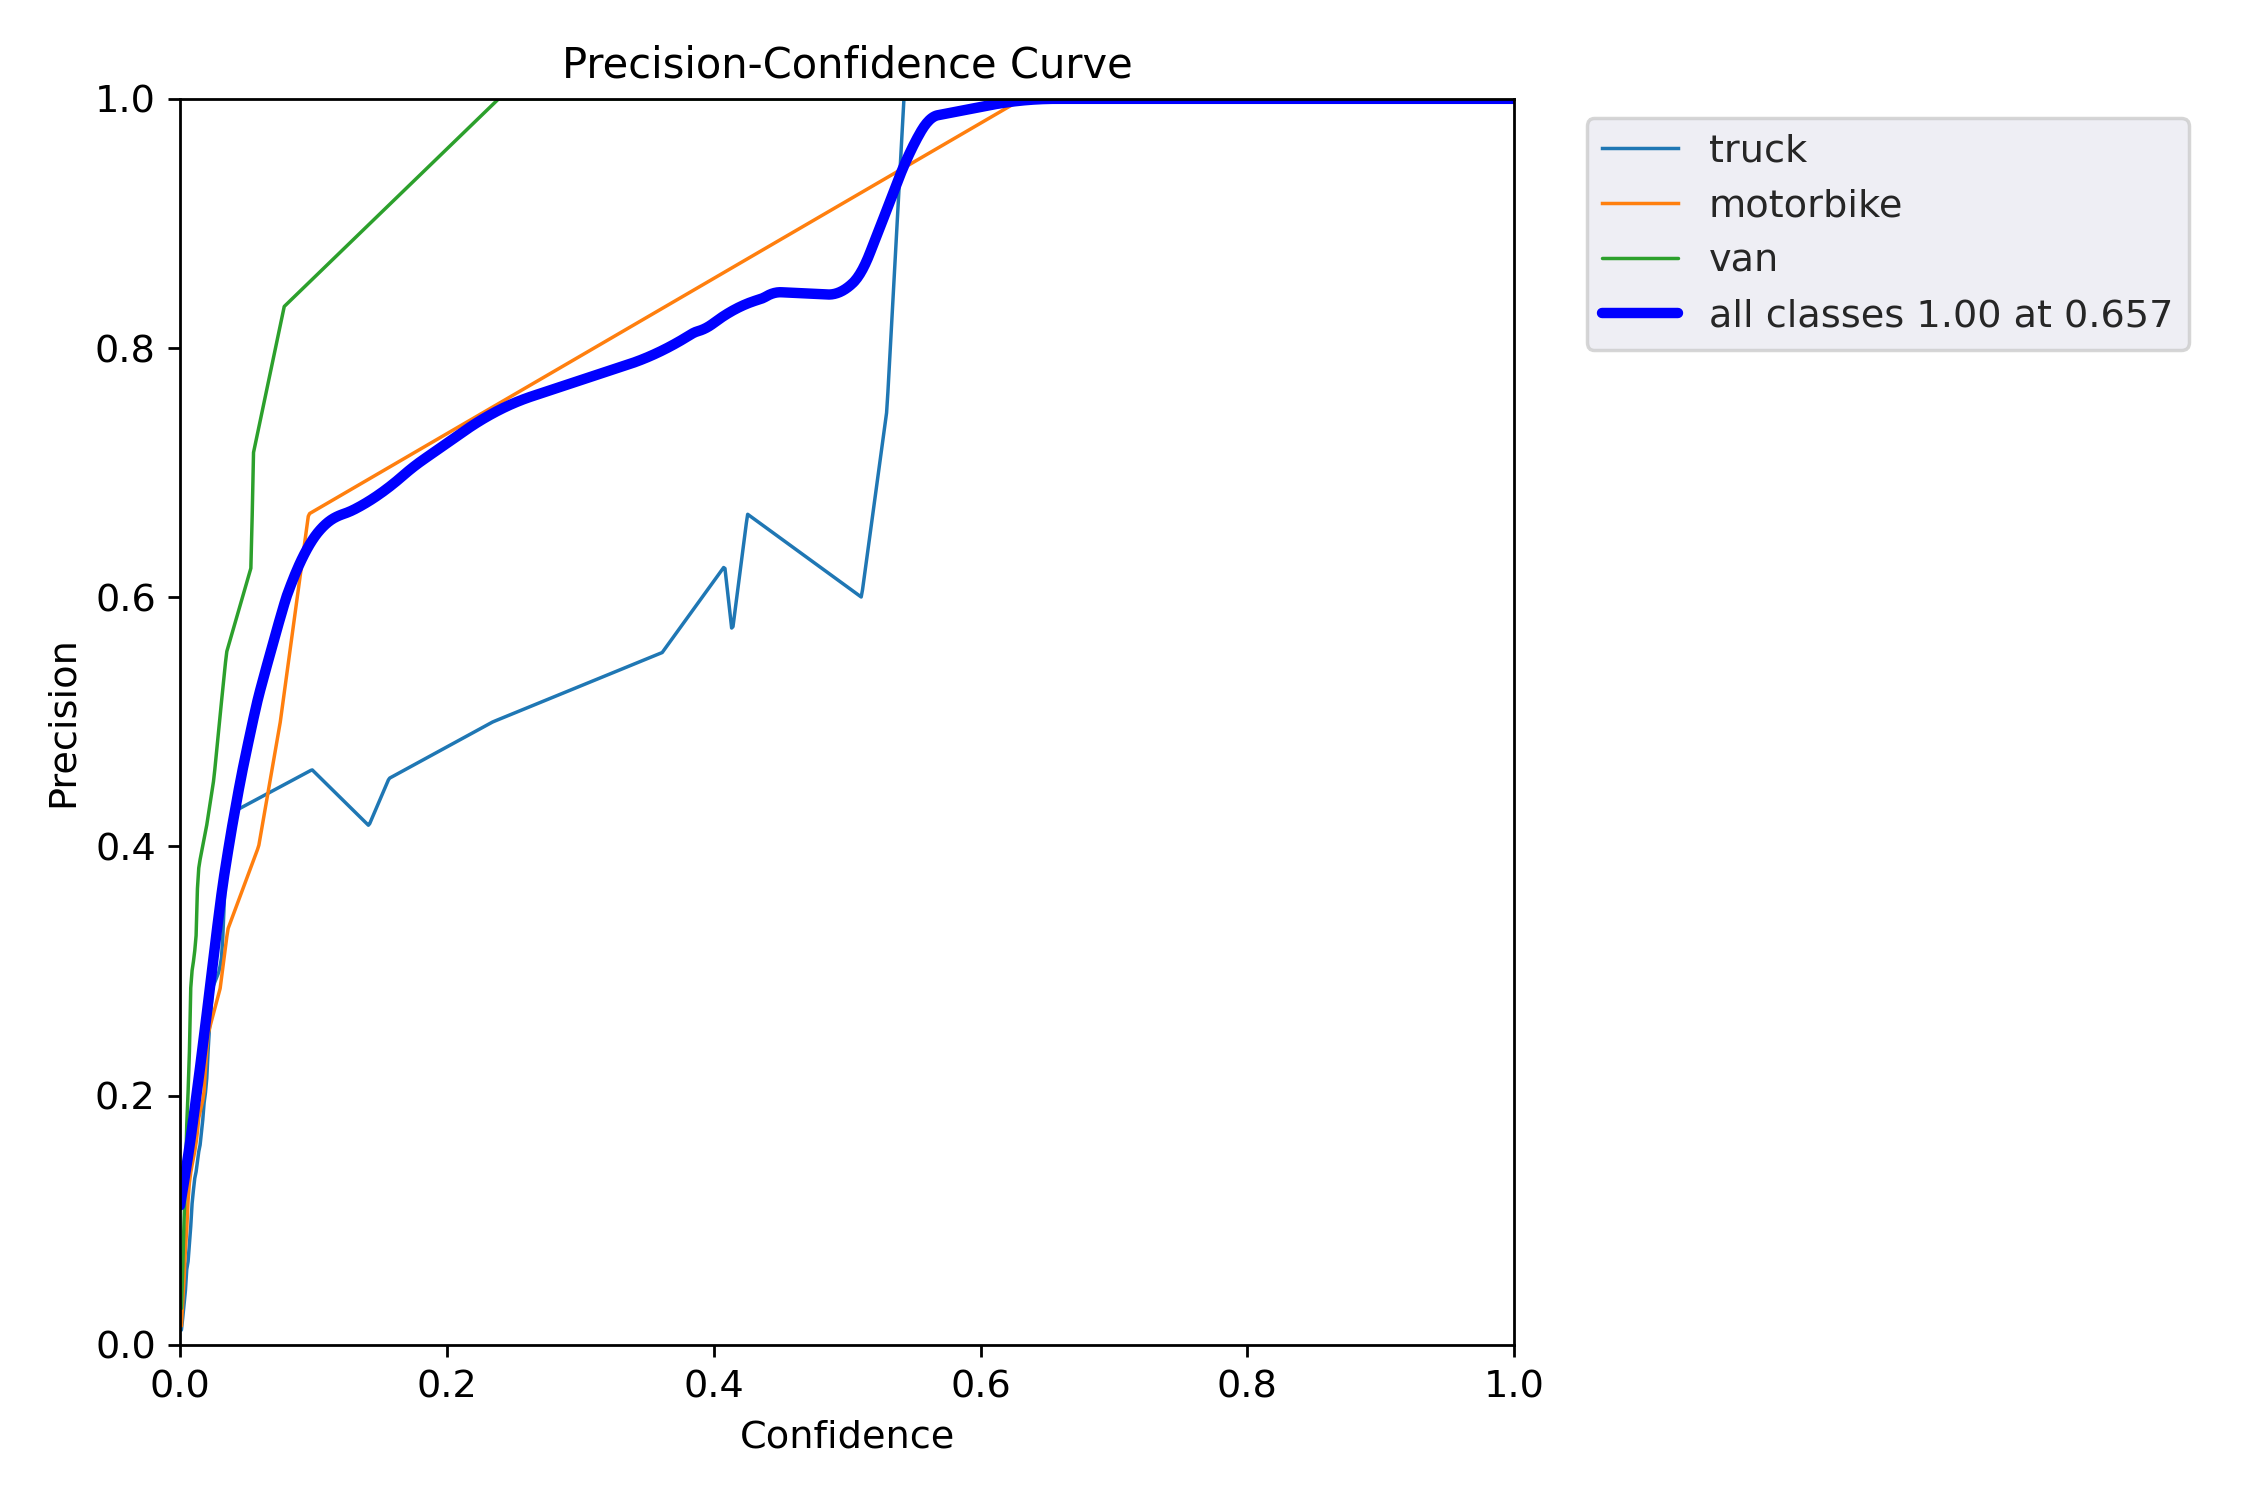 Precision-Confidence Curve
1.0
0.8
0.6
0.4
0.2
0.0
Precision
0.0 0.2 0.4 0.6 0.8 1.0
Confidence
truck
motorbike
van
all classes 1.00 at 0.657